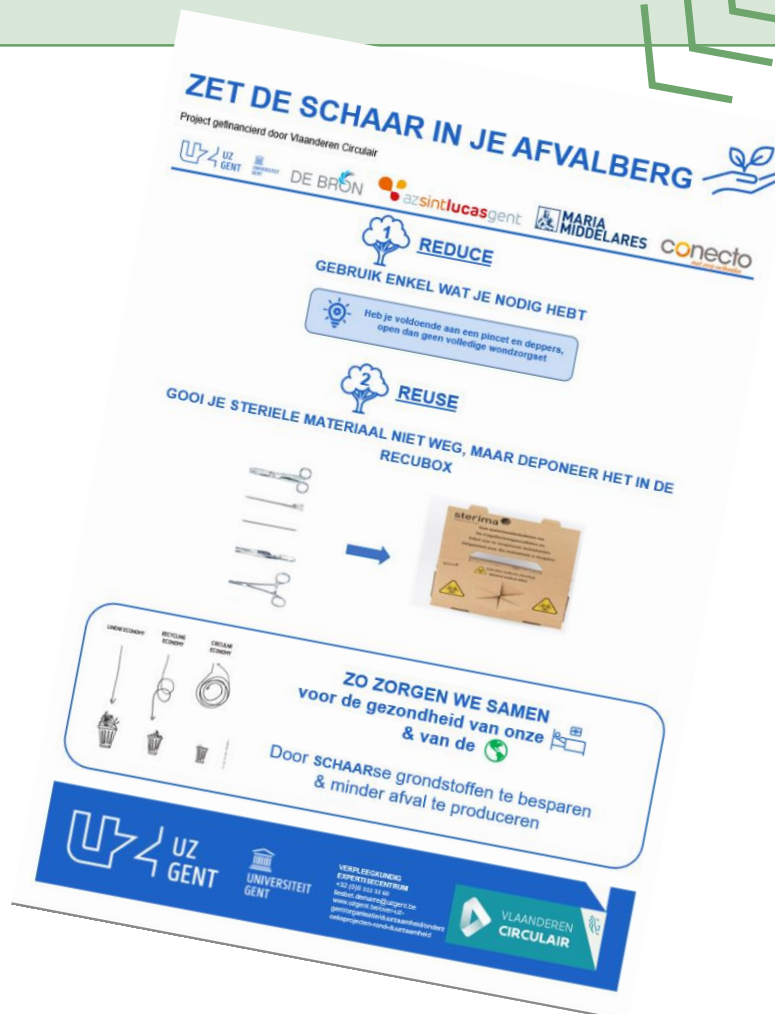 ZET DE SCHAAR IN JE AFVALBERG
Project gefinancierd door Vlaanderen Circulair
UZ
GENT
UNIVERSITEIT
GENT
DE BRON
azsintlucasgent
MARIA
MIDDELARES
conecto
1
REDUCE
GEBRUIK ENKEL WAT JE NODIG HEBT
Heb je voldoende aan een pincet en deppers,
open dan geen volledige wondzorgset
2
REUSE
GOOI JE STERIELE MATERIAAL NIET WEG, MAAR DEPONEER HET IN DE
RECUBOX
sterima
LINEAR ECONOMY
RECYCLING
ECONOMY
CIRCULAR
ECONOMY
ZO ZORGEN WE SAMEN
voor de gezondheid van onze
& van de
Door SCHAARse grondstoffen te besparen
& minder afval te produceren
UZ
GENT
UNIVERSITEIT
GENT
VERPLEEGKUNDIG
EXPERTISECENTRUM
VLAANDEREN
CIRCULAIR